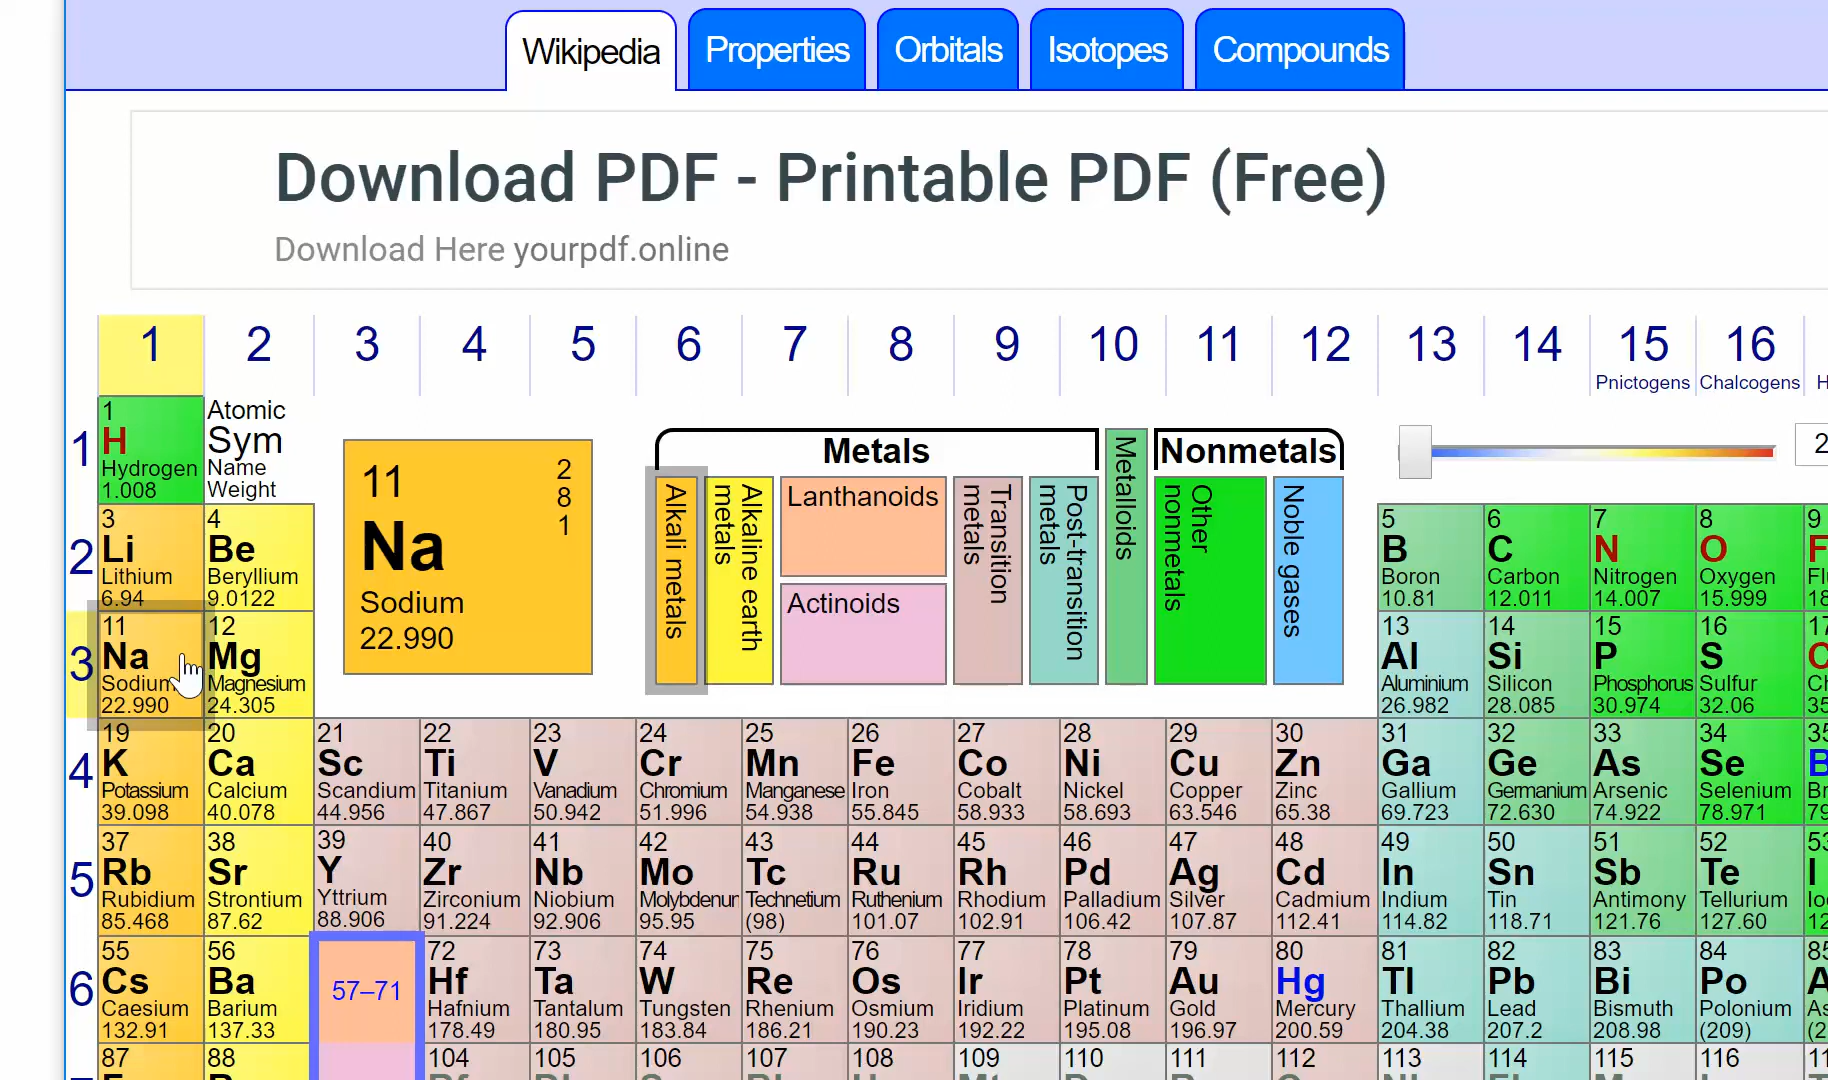 Wikipedia Properties Orbitals Isotopes Compounds
Download PDF - Printable PDF (Free)
Download Here yourpdf.online
1 2 3 4 5 6 7 8 9 10 11 12 13 14 15 16
Pnictogens Chalcogens H
1
1
H
Hydrogen
1.008
Atomic
Sym
Name
Weight
11
Na
Sodium
22.990
2
8
1
Metals
Alkali metals
Alkaline earth metals
Lanthanoids
Actinoids
Transition metals
Post-transition metals
Metalloids
Nonmetals
Other nonmetals
Noble gases
2
2
3 4 5 6 7 8 9
Li Be B C N O F
Lithium Beryllium Boron Carbon Nitrogen Oxygen Fl
6.94 9.0122 10.81 12.011 14.007 15.999 18
3
11 12 13 14 15 16 17
Na Mg Al Si P S C
Sodium Magnesium Aluminium Silicon Phosphorus Sulfur Ch
22.990 24.305 26.982 28.085 30.974 32.06 35
4
19 20 21 22 23 24 25 26 27 28 29 30 31 32 33 34 35
K Ca Sc Ti V Cr Mn Fe Co Ni Cu Zn Ga Ge As Se B
Potassium Calcium Scandium Titanium Vanadium Chromium Manganese Iron Cobalt Nickel Copper Zinc Gallium Germanium Arsenic Selenium Br
39.098 40.078 44.956 47.867 50.942 51.996 54.938 55.845 58.933 58.693 63.546 65.38 69.723 72.630 74.922 78.971 79
5
37 38 39 40 41 42 43 44 45 46 47 48 49 50 51 52 53
Rb Sr Y Zr Nb Mo Tc Ru Rh Pd Ag Cd In Sn Sb Te I
Rubidium Strontium Yttrium Zirconium Niobium Molybdenur Technetium Ruthenium Rhodium Palladium Silver Cadmium Indium Tin Antimony Tellurium Io
85.468 87.62 88.906 91.224 92.906 95.95 (98) 101.07 102.91 106.42 107.87 112.41 114.82 118.71 121.76 127.60 12
6
55 56 57–71 72 73 74 75 76 77 78 79 80 81 82 83 84 85
Cs Ba Hf Ta W Re Os Ir Pt Au Hg Tl Pb Bi Po A
Caesium Barium Hafnium Tantalum Tungsten Rhenium Osmium Iridium Platinum Gold Mercury Thallium Lead Bismuth Polonium As
132.91 137.33 178.49 180.95 183.84 186.21 190.23 192.22 195.08 196.97 200.59 204.38 207.2 208.98 (209) (2
87 88 104 105 106 107 108 109 110 111 112 113 114 115 116 11